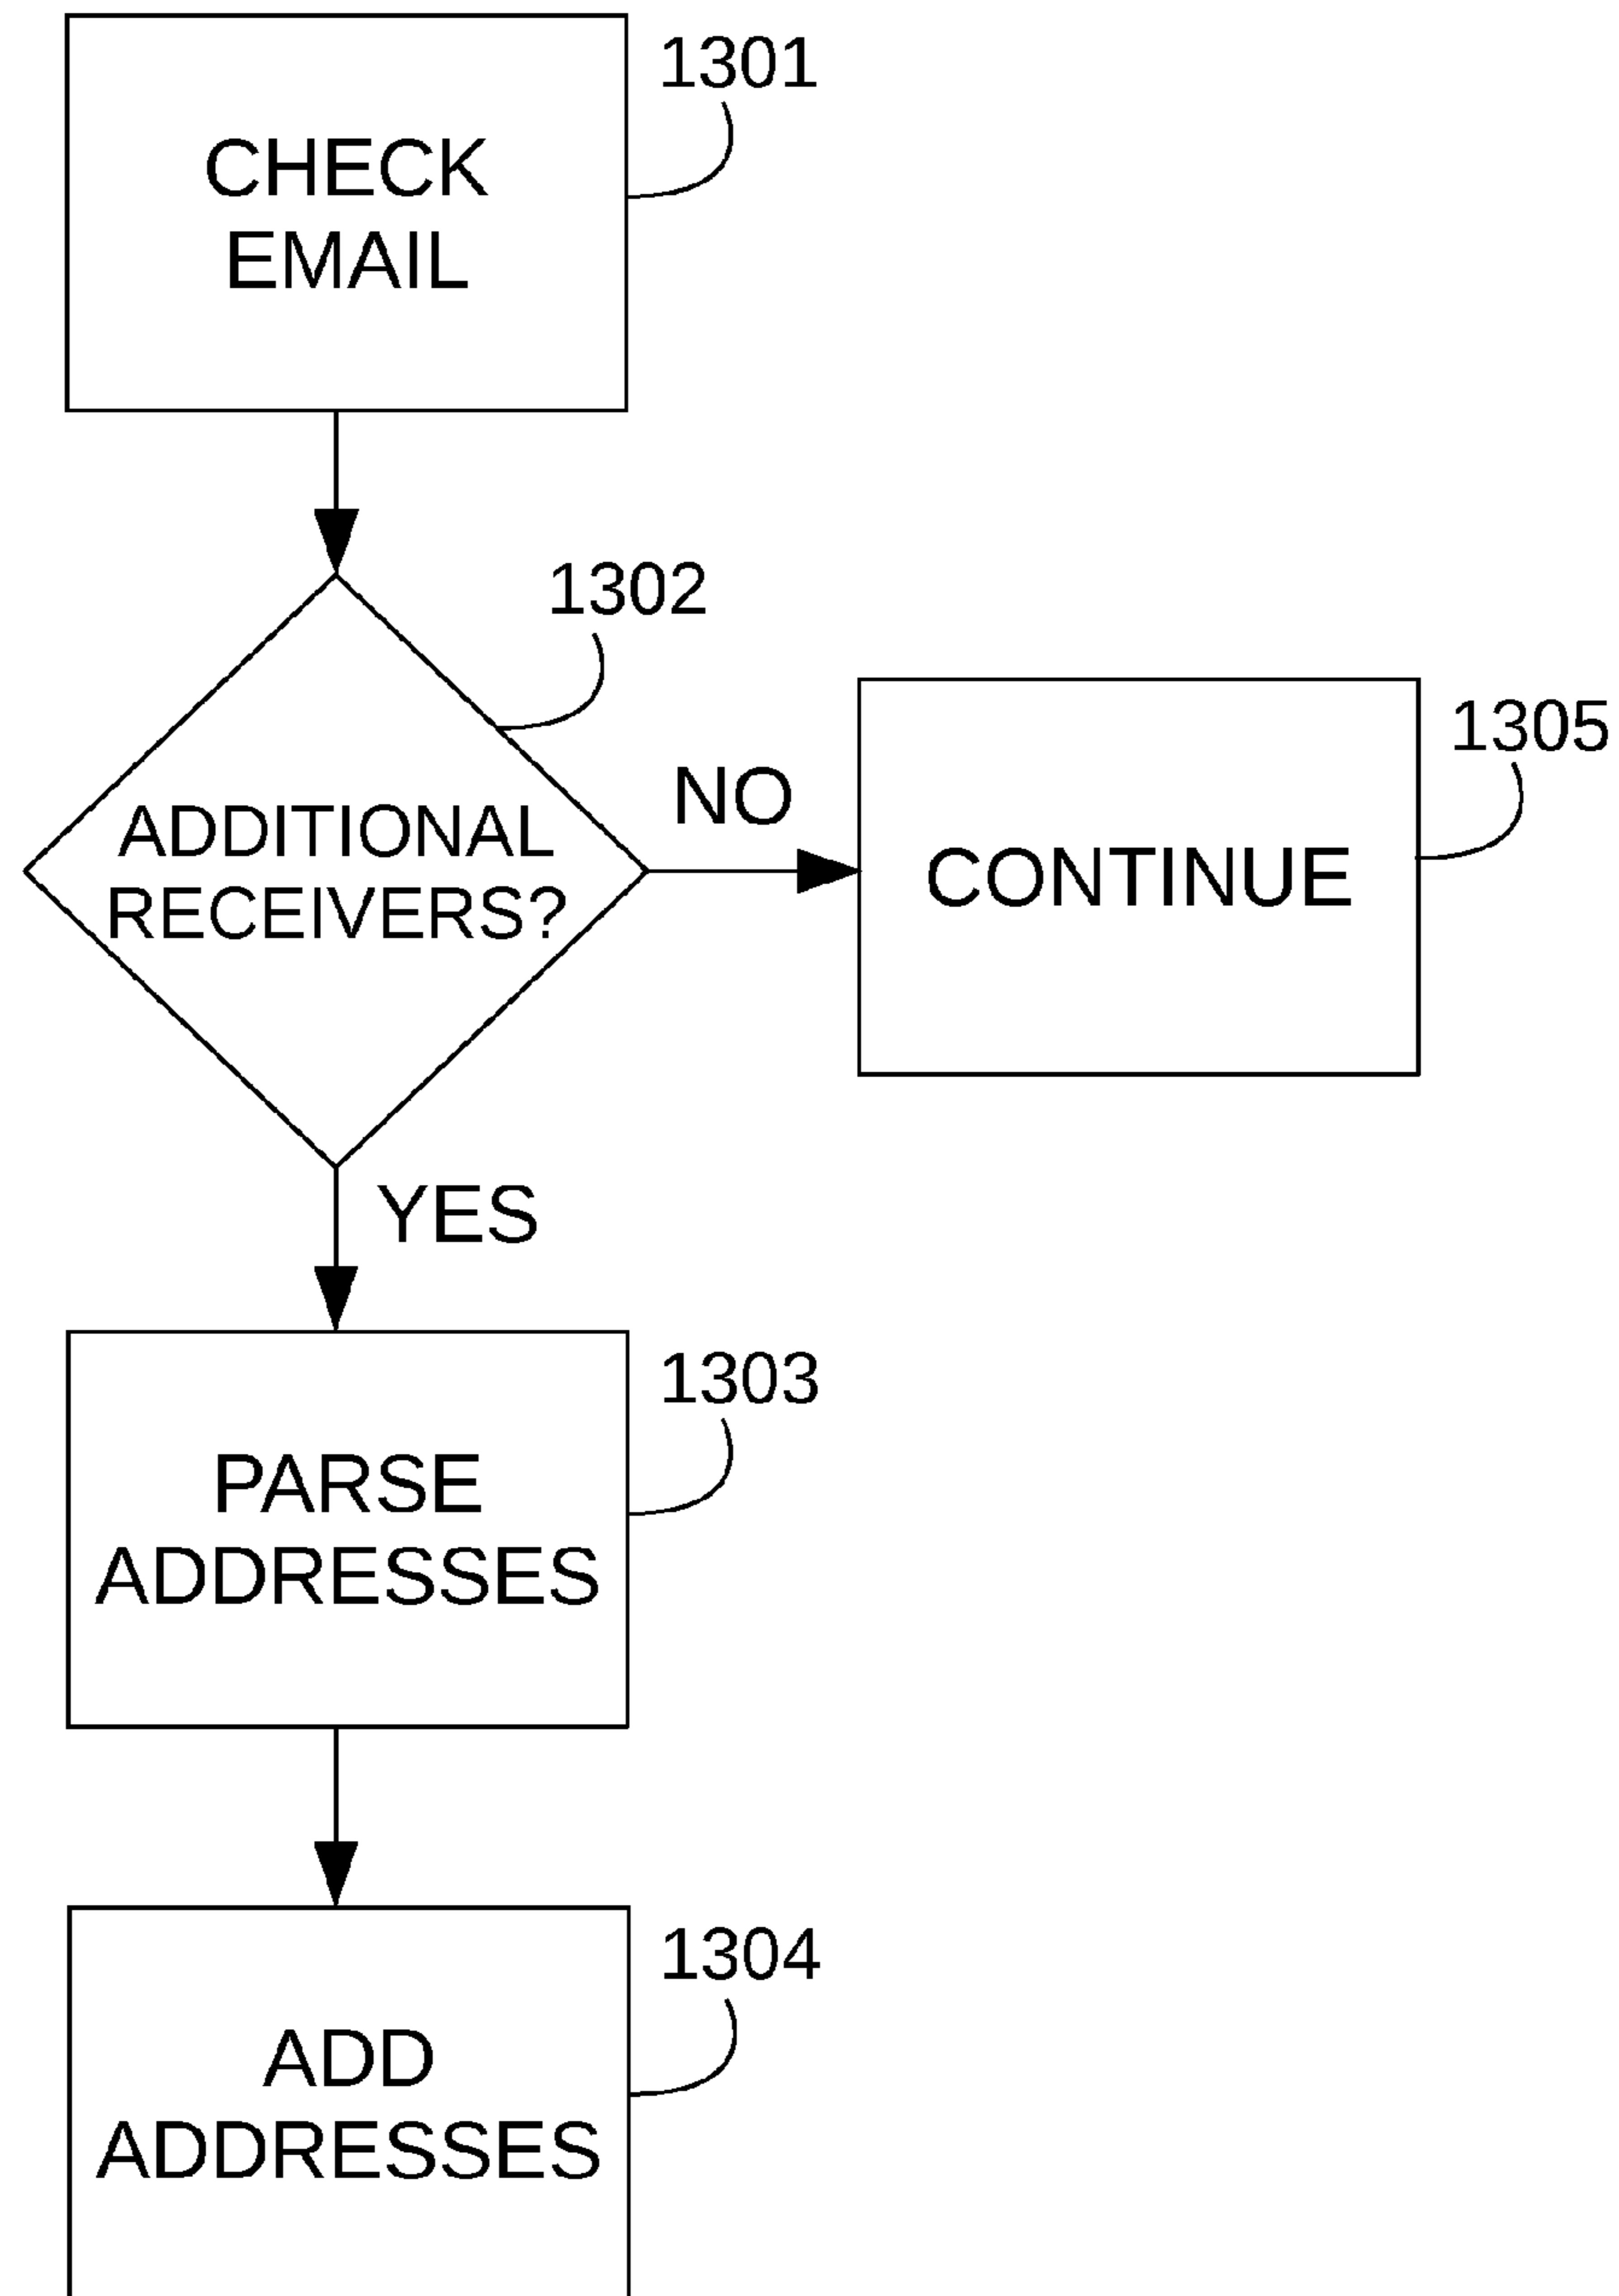 1301
CHECK
EMAIL
1302
ADDITIONAL
RECEIVERS?
NO
1305
CONTINUE
YES
1303
PARSE
ADDRESSES
1304
ADD
ADDRESSES